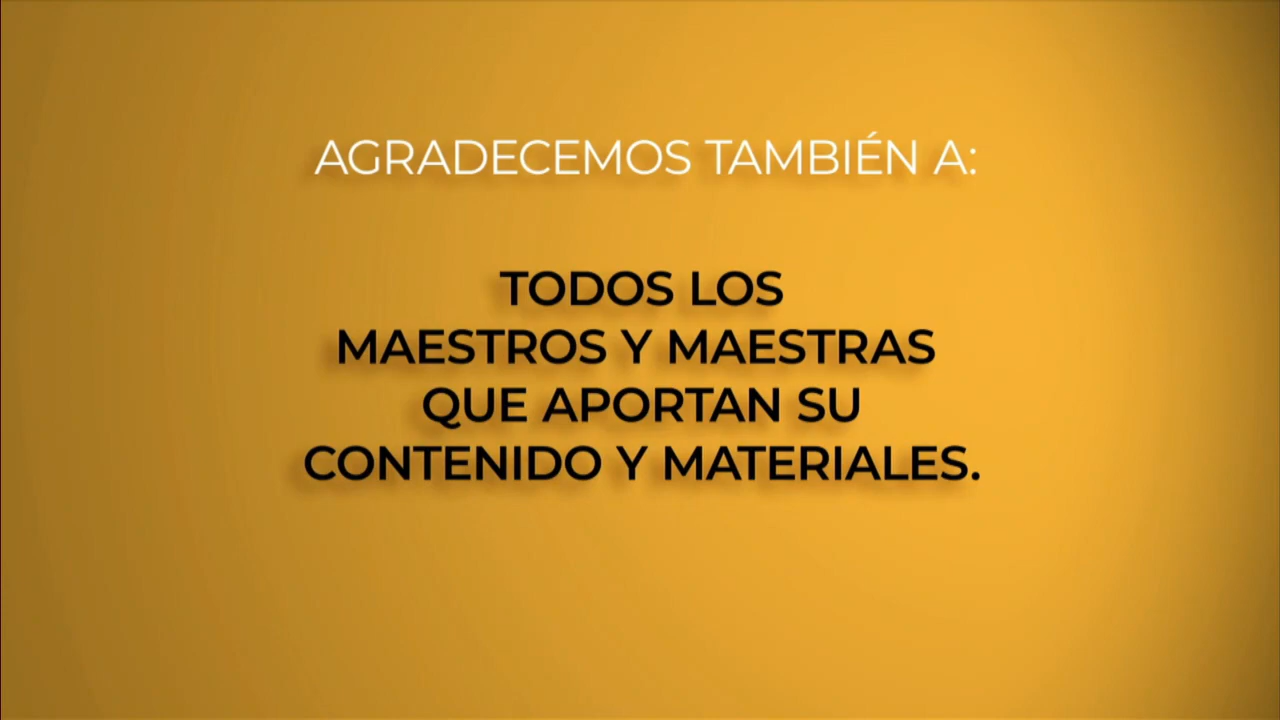 AGRADECEMOS TAMBIÉN A:
TODOS LOS
MAESTROS Y MAESTRAS
QUE APORTAN SU
CONTENIDO Y MATERIALES.